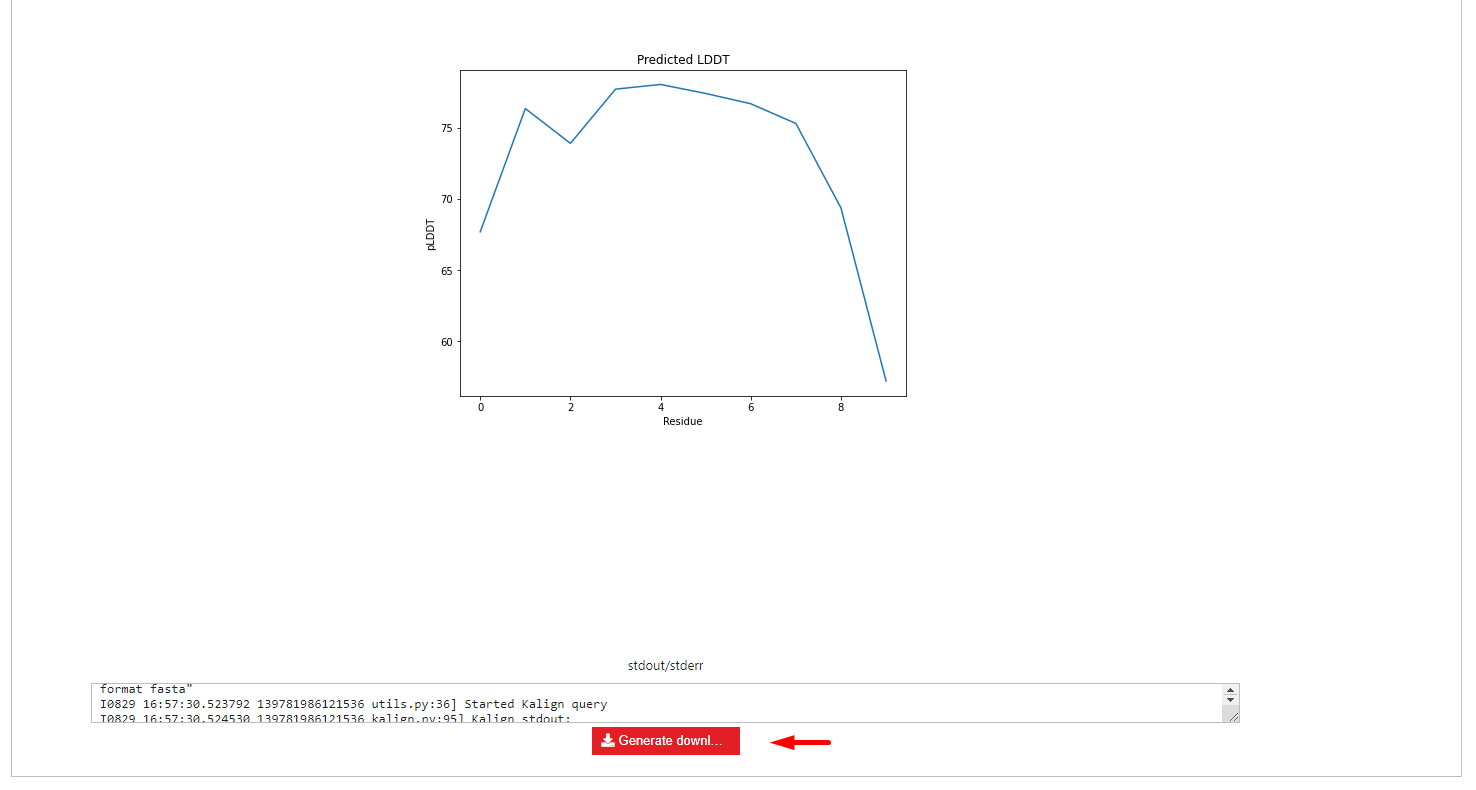 Predicted LDDT
75
70
65
60
pLDDT
0 2 4 6 8
Residue
stdout/stderr
format fasta"
I0829 16:57:30.523792 139781986121536 utils.py:36] Started Kalign query
I0829 16:57:30.524530 139781986121536 kalign.py:95] Kalign stdout:
Generate downl...